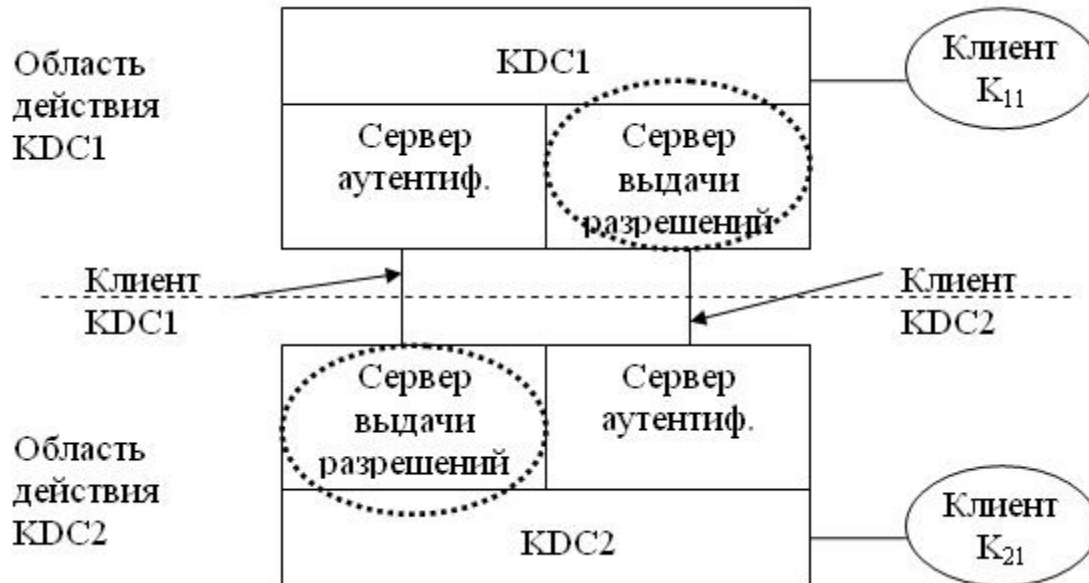 Область
действия
KDC1
KDC1
Клиент
K₁₁
Сервер
аутентиф.
Сервер
выдачи
разрешений
Клиент
KDC1
Клиент
KDC2
Сервер
выдачи
разрешений
Сервер
аутентиф.
Область
действия
KDC2
KDC2
Клиент
K₂₁